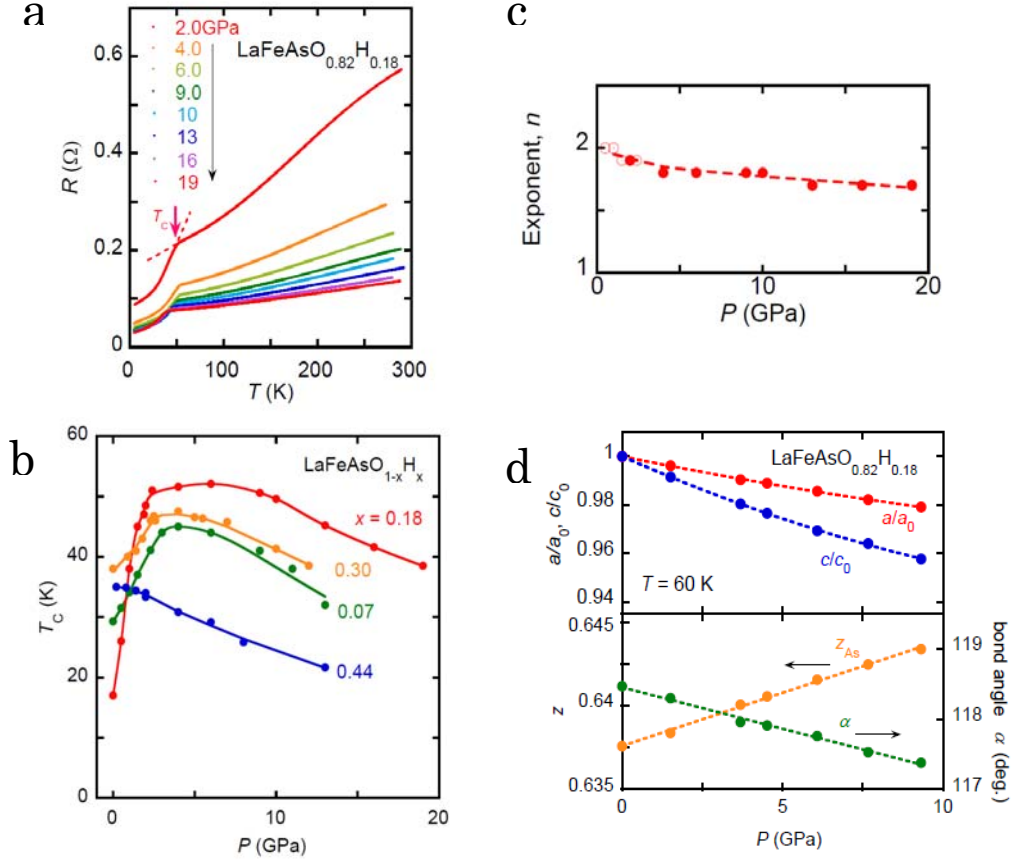 a
0.6
0.4
0.2
0
R (Ω)
2.0GPa
4.0
6.0
9.0
10
13
16
19
LaFeAsO0.82H0.18
Tc
0 50 100 150 200 250 300
T (K)
c
Exponent, n
2
1
0 10 20
P (GPa)
b
60
40
20
0
TC (K)
LaFeAsO1-xHx
x = 0.18
0.30
0.07
0.44
0 10 20
P (GPa)
d
1
0.98
0.96
0.94
a/a0, c/c0
LaFeAsO0.82H0.18
a/a0
c/c0
T = 60 K
0.645
0.64
0.635
z
zAs
α
119
118
117
bond angle α (deg.)
0 5 10
P (GPa)